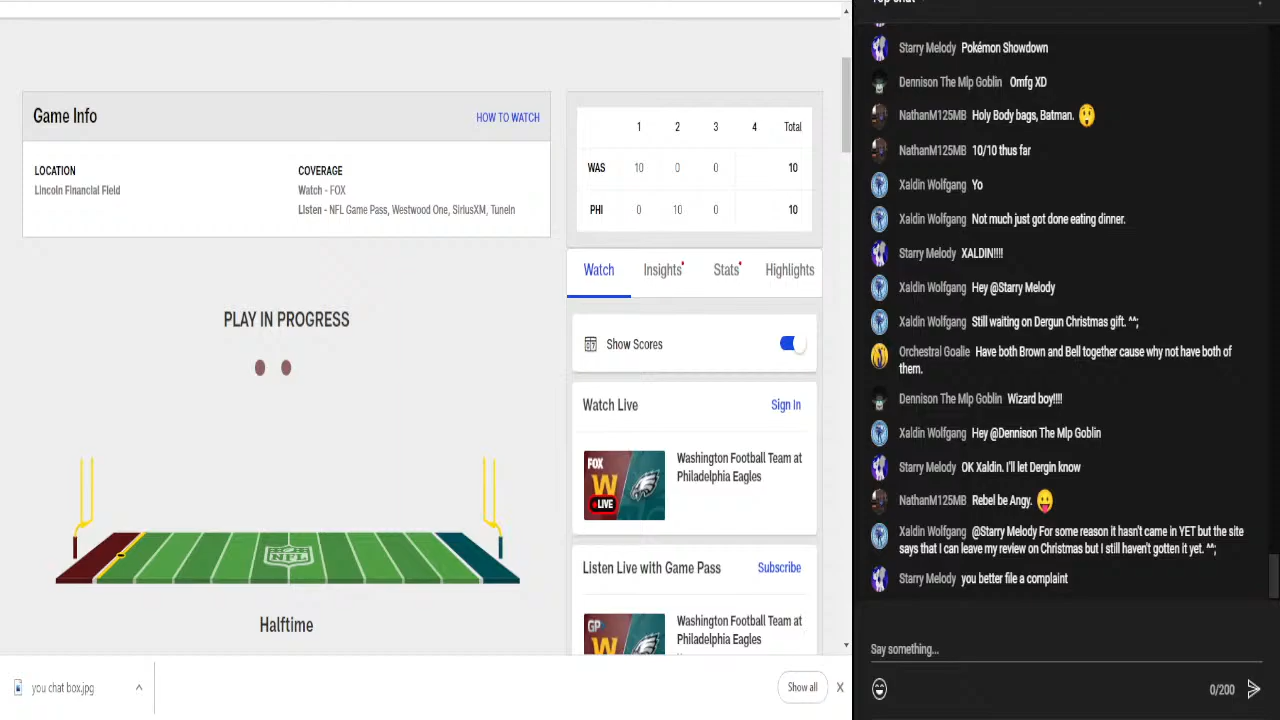 Game Info
HOW TO WATCH
LOCATION
Lincoln Financial Field
COVERAGE
Watch - FOX
Listen - NFL Game Pass, Westwood One, SiriusXM, TuneIn
PLAY IN PROGRESS
NFL
Halftime
1 2 3 4 Total
WAS 10 0 0 10
PHI 0 10 0 10
Watch Insights Stats Highlights
Show Scores
Watch Live Sign In
FOX
W
LIVE
Washington Football Team at
Philadelphia Eagles
Listen Live with Game Pass Subscribe
GP
W
Washington Football Team at
Philadelphia Eagles
you chat box.jpg
Show all X
Starry Melody Pokémon Showdown
Dennison The Mlp Goblin Omfg XD
NathanM125MB Holy Body bags, Batman. 😲
NathanM125MB 10/10 thus far
Xaldin Wolfgang Yo
Xaldin Wolfgang Not much just got done eating dinner.
Starry Melody XALDIN!!!!
Xaldin Wolfgang Hey @Starry Melody
Xaldin Wolfgang Still waiting on Dergun Christmas gift. ^^;
Orchestral Goalie Have both Brown and Bell together cause why not have both of
them.
Dennison The Mlp Goblin Wizard boy!!!!
Xaldin Wolfgang Hey @Dennison The Mlp Goblin
Starry Melody OK Xaldin. I'll let Dergin know
NathanM125MB Rebel be Angy. 😛
Xaldin Wolfgang @Starry Melody For some reason it hasn't came in YET but the site
says that I can leave my review on Christmas but I still haven't gotten it yet. ^^;
Starry Melody you better file a complaint
Say something...
0/200